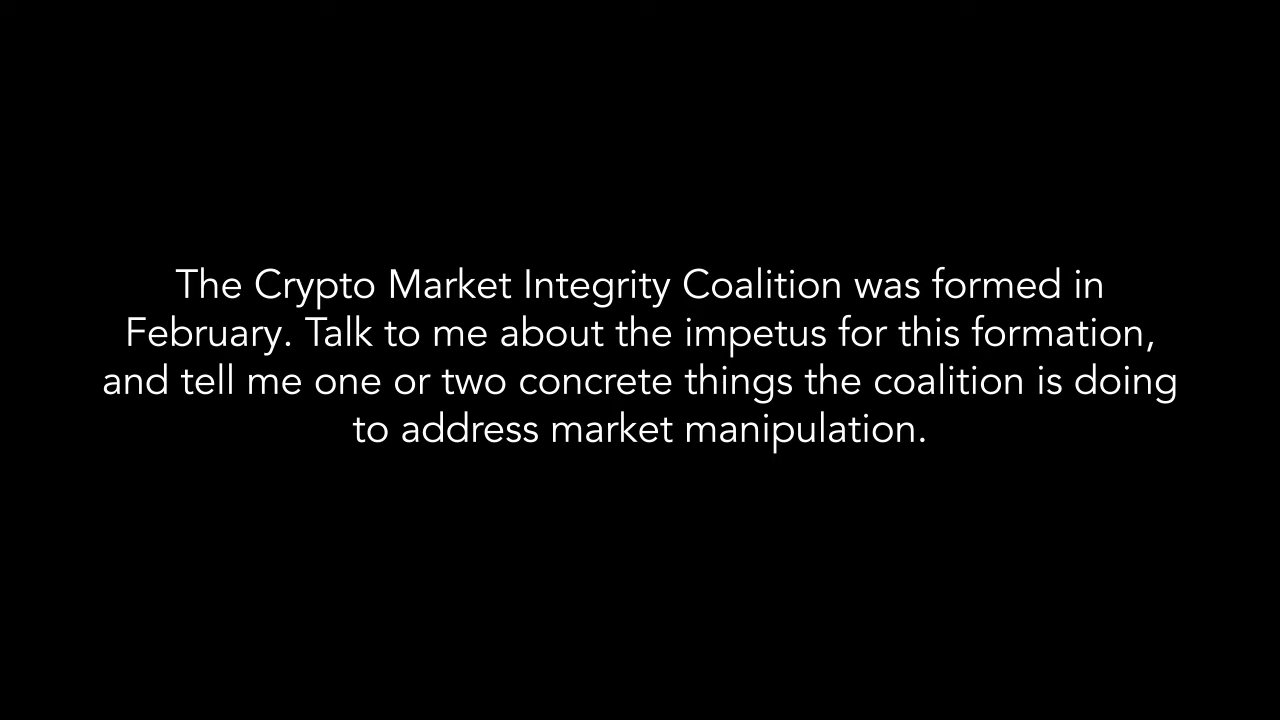 The Crypto Market Integrity Coalition was formed in
February. Talk to me about the impetus for this formation,
and tell me one or two concrete things the coalition is doing
to address market manipulation.